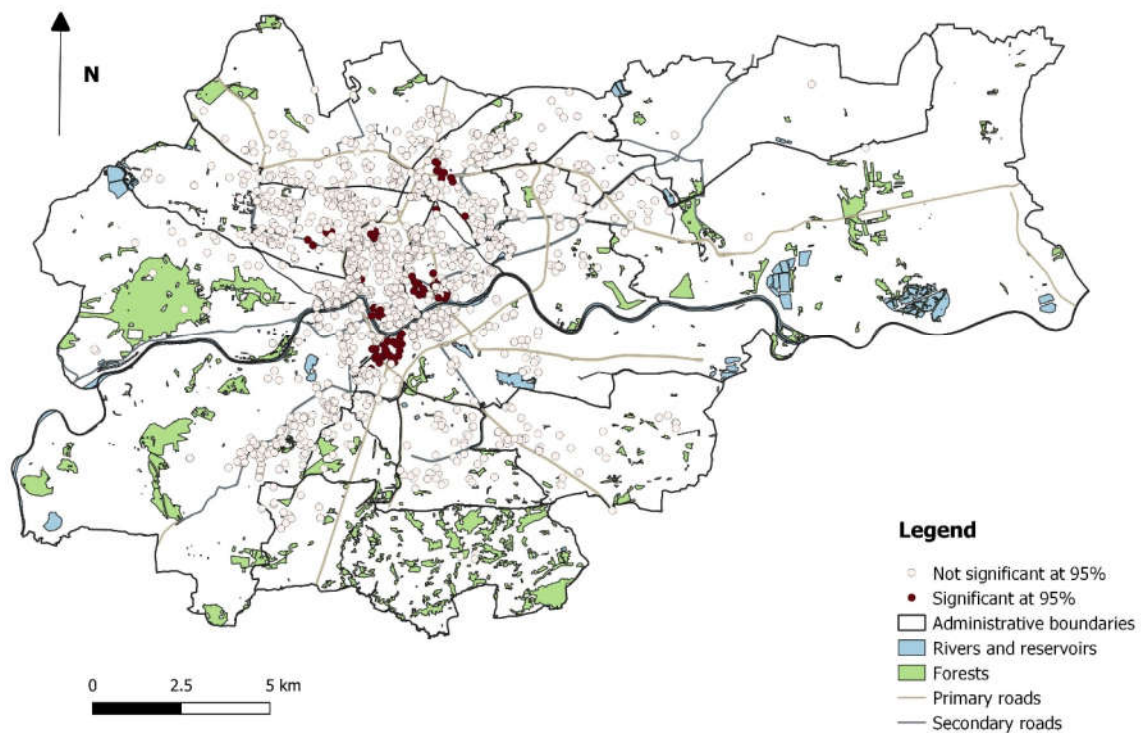 N
Legend
Not significant at 95%
Significant at 95%
Administrative boundaries
Rivers and reservoirs
Forests
Primary roads
Secondary roads
0 2.5 5 km